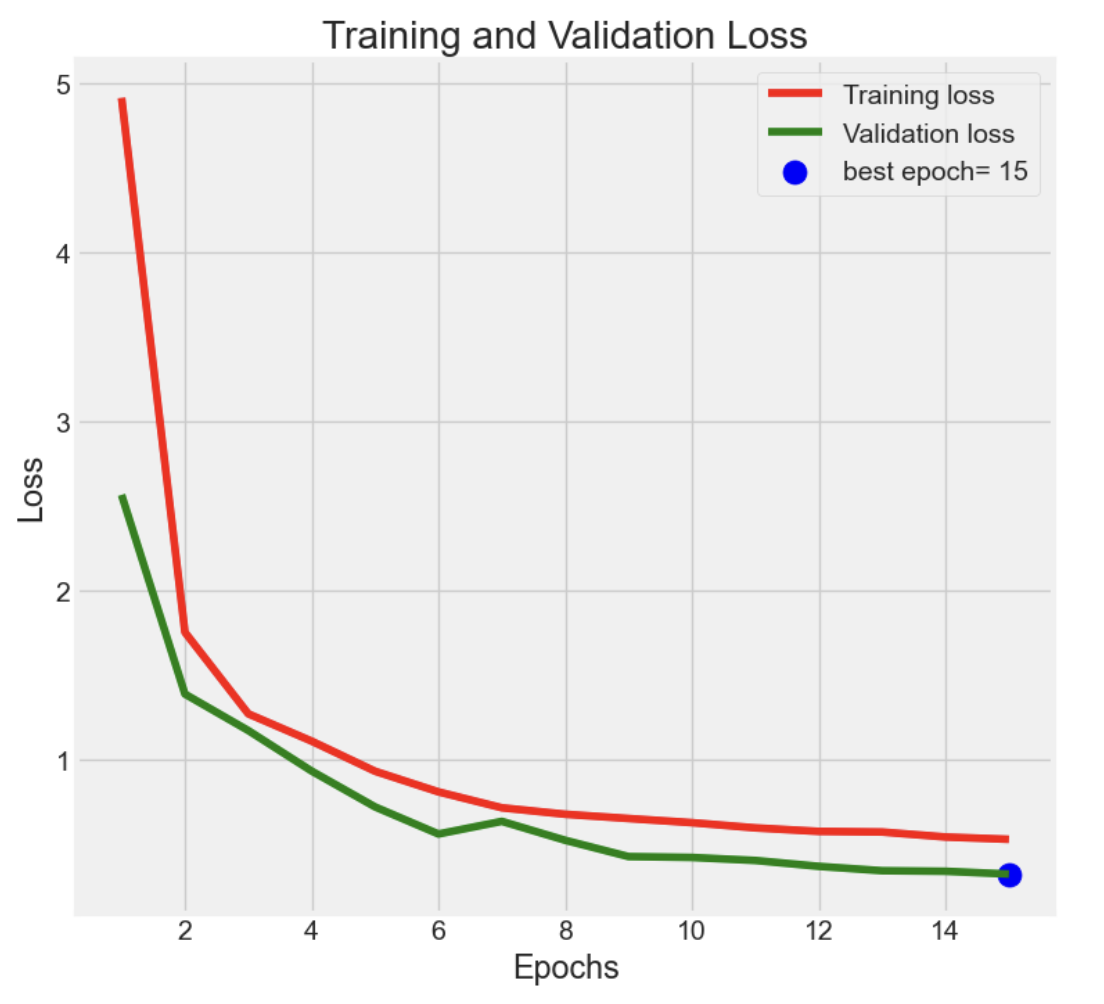 Training and Validation Loss
Training loss
Validation loss
best epoch= 15
5
4
3
2
1
Loss
2 4 6 8 10 12 14
Epochs